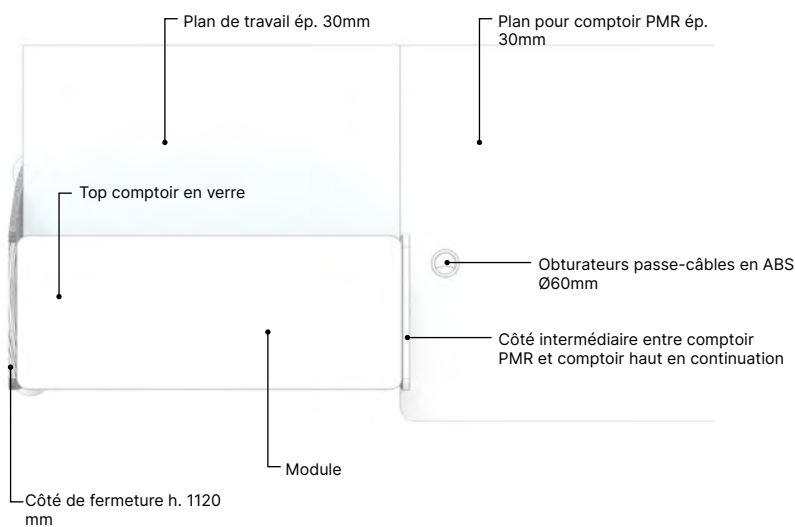 Plan de travail ép. 30mm
Plan pour comptoir PMR ép.
30mm
Top comptoir en verre
Obturateurs passe-câbles en ABS
Ø60mm
Côté intermédiaire entre comptoir
PMR et comptoir haut en continuation
Module
Côté de fermeture h. 1120
mm